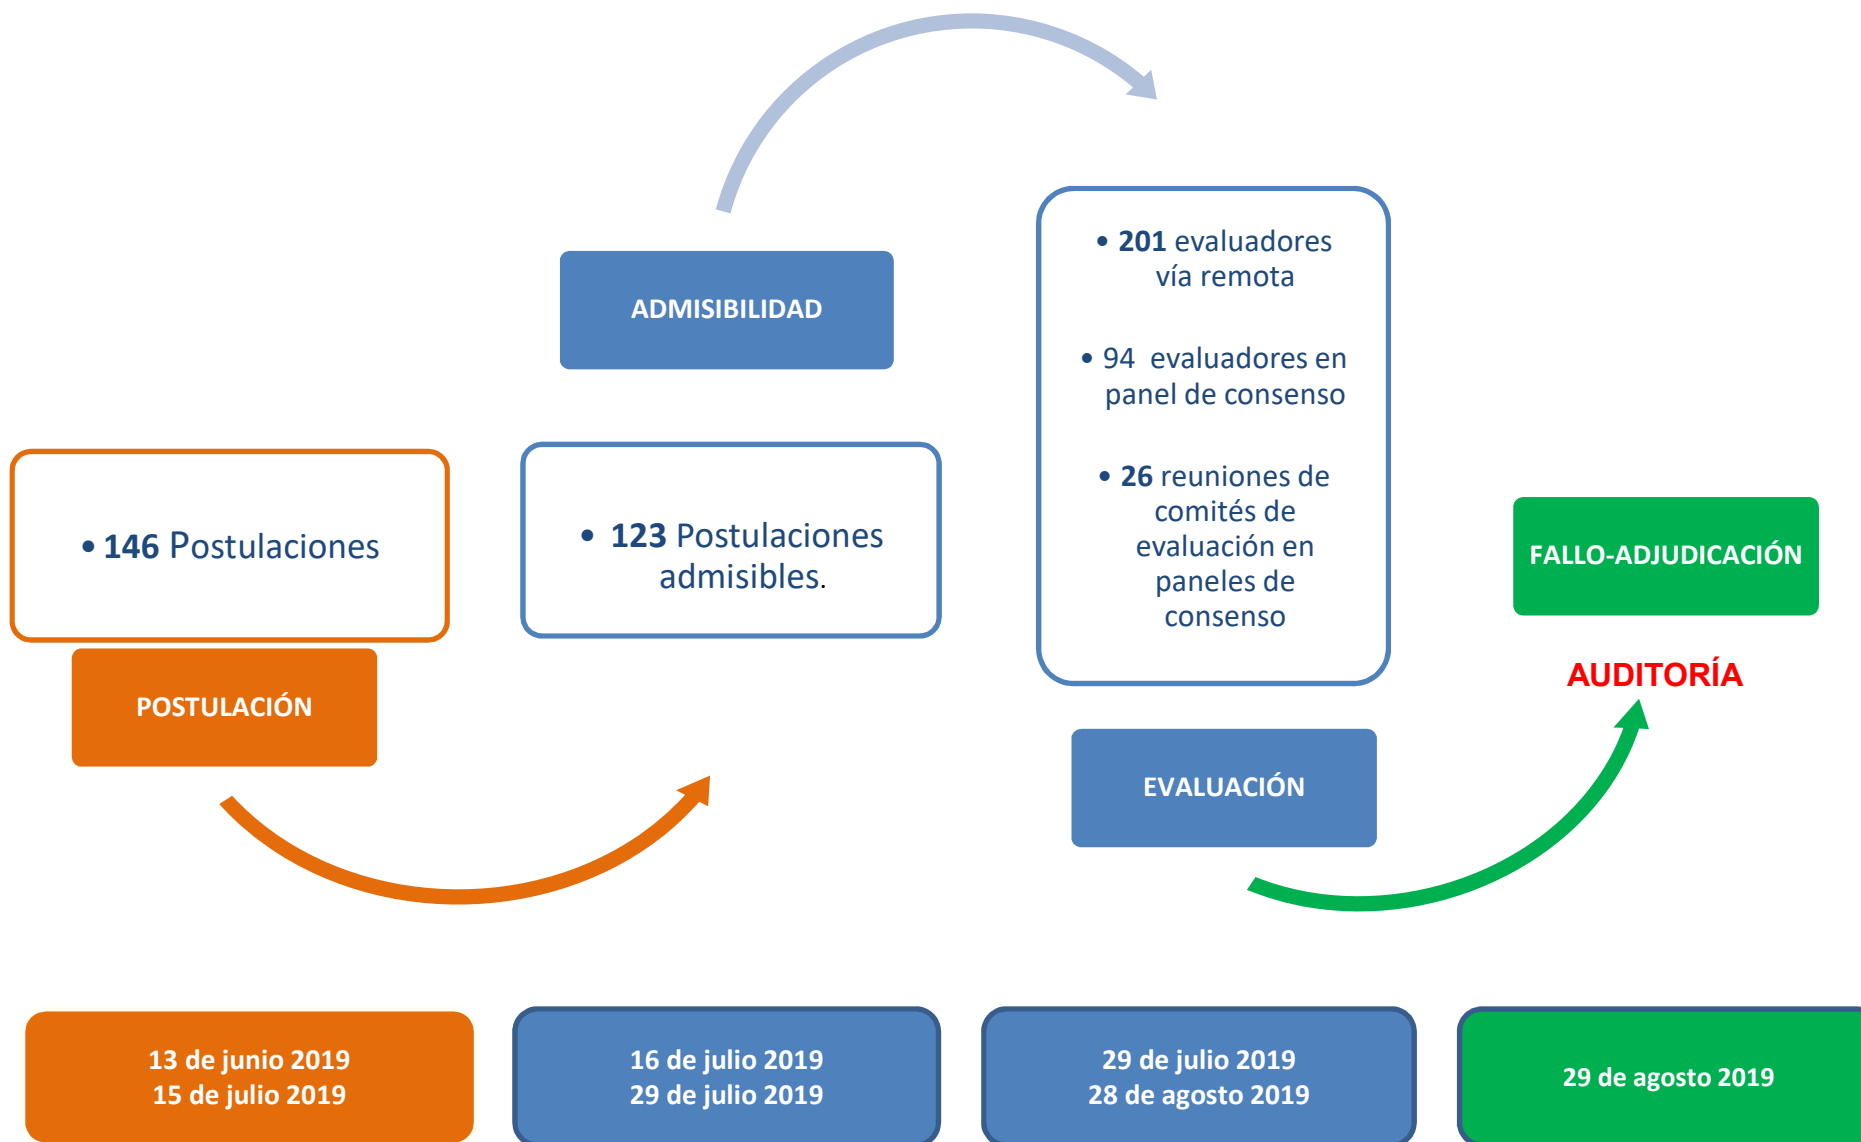 • 146 Postulaciones
POSTULACIÓN
ADMISIBILIDAD
• 123 Postulaciones
admisibles.
• 201 evaluadores
vía remota
• 94 evaluadores en
panel de consenso
• 26 reuniones de
comités de
evaluación en
paneles de
consenso
EVALUACIÓN
FALLO-ADJUDICACIÓN
AUDITORÍA
13 de junio 2019
15 de julio 2019
16 de julio 2019
29 de julio 2019
29 de julio 2019
28 de agosto 2019
29 de agosto 2019